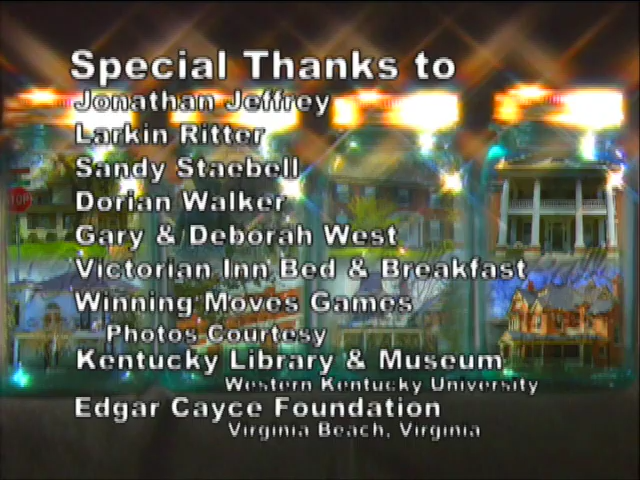 Special Thanks to
Jonathan Jeffrey
Larkin Ritter
Sandy Staebell
Dorian Walker
Gary & Deborah West
Victorian Inn Bed & Breakfast
Winning Moves Games
Photos Courtesy
Kentucky Library & Museum
Western Kentucky University
Edgar Cayce Foundation
Virginia Beach, Virginia